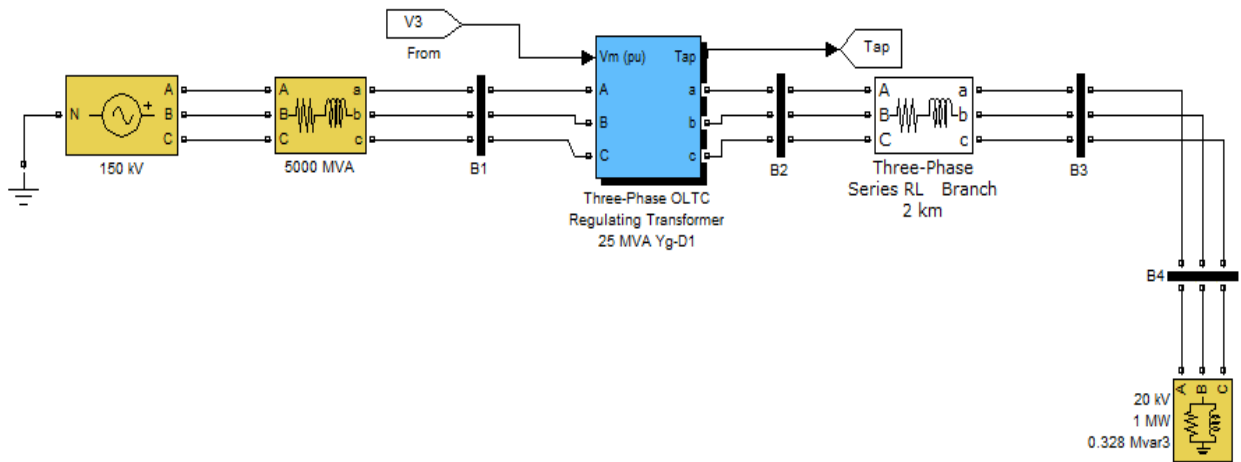 V3
From
Tap
N
+
A
B
C
150 kV
A
B
C
a
b
c
5000 MVA
B1
Vm (pu)
Tap
A
B
C
a
b
c
Three-Phase OLTC
Regulating Transformer
25 MVA Yg-D1
B2
A
B
C
a
b
c
Three-Phase
Series RL Branch
2 km
B3
B4
A
B
C
20 kV
1 MW
0.328 Mvar3